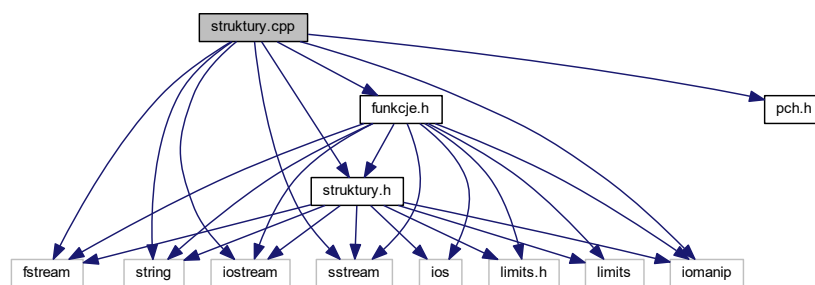 struktury.cpp
funkcje.h
pch.h
struktury.h
fstream
string
iostream
sstream
ios
limits.h
limits
iomanip